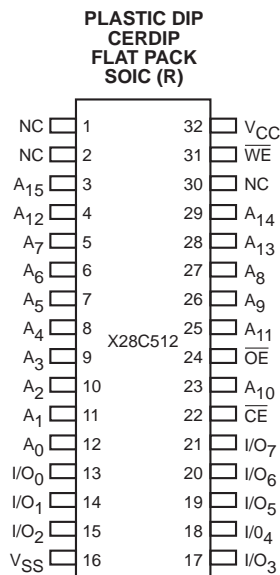 PLASTIC DIP
CERDIP
FLAT PACK
SOIC (R)
NC 1 32 VCC
NC 2 31 WE
A15 3 30 NC
A12 4 29 A14
A7 5 28 A13
A6 6 27 A8
A5 7 26 A9
A4 8 25 A11
X28C512
A3 9 24 OE
A2 10 23 A10
A1 11 22 CE
A0 12 21 I/O7
I/O0 13 20 I/O6
I/O1 14 19 I/O5
I/O2 15 18 I/04
VSS 16 17 I/O3